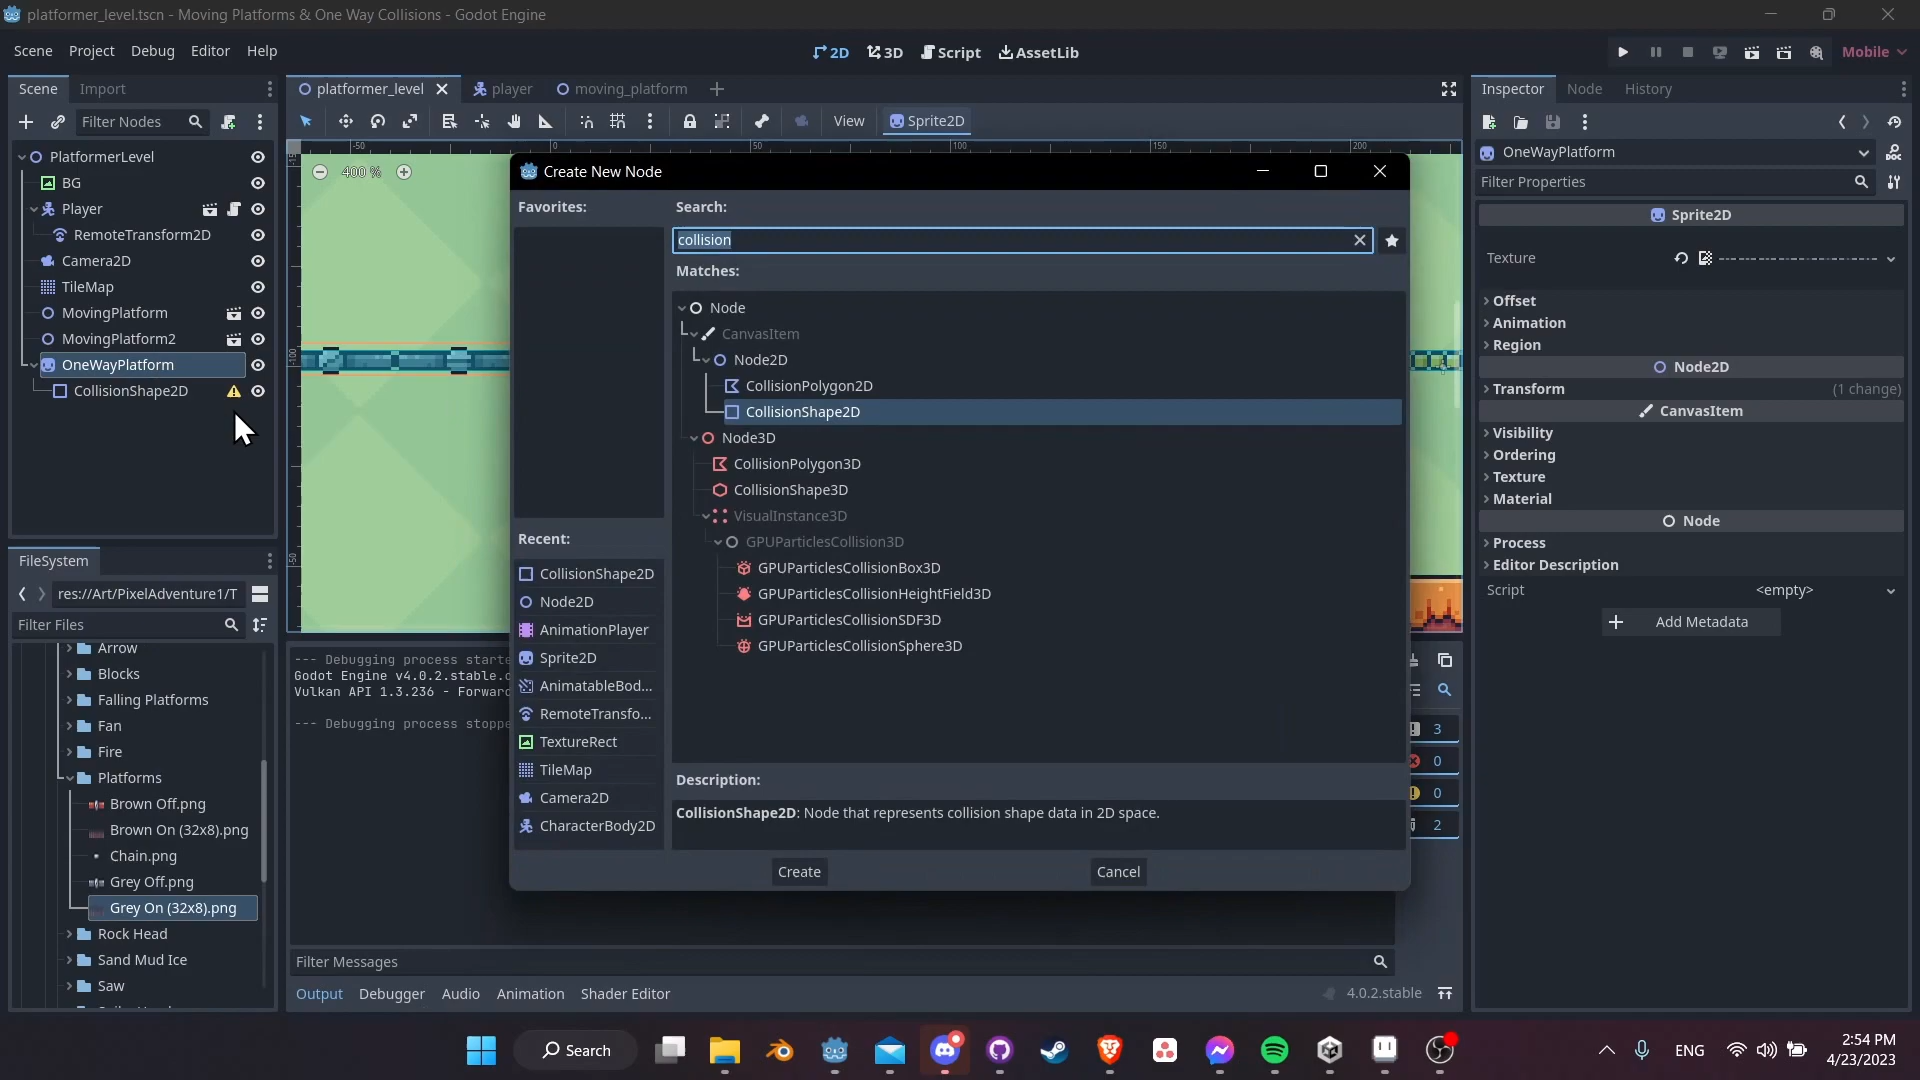 platformer_level.tscn - Moving Platforms & One Way Collisions - Godot Engine
Scene Project Debug Editor Help
2D 3D Script AssetLib
Mobile
Scene Import
platformer_level player moving_platform
Inspector Node History
Filter Nodes
View Sprite2D
-50 0 50 100 150 200
PlatformerLevel
BG
Player
RemoteTransform2D
Camera2D
TileMap
MovingPlatform
MovingPlatform2
OneWayPlatform
CollisionShape2D
400 %
-100
-50
Create New Node
Favorites:
Search:
collision
Matches:
Node
CanvasItem
Node2D
CollisionPolygon2D
CollisionShape2D
Node3D
CollisionPolygon3D
CollisionShape3D
VisualInstance3D
GPUParticlesCollision3D
GPUParticlesCollisionBox3D
GPUParticlesCollisionHeightField3D
GPUParticlesCollisionSDF3D
GPUParticlesCollisionSphere3D
Recent:
CollisionShape2D
Node2D
AnimationPlayer
Sprite2D
AnimatableBod...
RemoteTransfo...
TextureRect
TileMap
Camera2D
CharacterBody2D
Description:
CollisionShape2D: Node that represents collision shape data in 2D space.
Create Cancel
OneWayPlatform
Filter Properties
Sprite2D
Texture
Offset
Animation
Region
Node2D
Transform (1 change)
CanvasItem
Visibility
Ordering
Texture
Material
Node
Process
Editor Description
Script <empty>
Add Metadata
FileSystem
res://Art/PixelAdventure1/T
Filter Files
Arrow
Blocks
Falling Platforms
Fan
Fire
Platforms
Brown Off.png
Brown On (32x8).png
Chain.png
Grey Off.png
Grey On (32x8).png
Rock Head
Sand Mud Ice
Saw
--- Debugging process starte
Godot Engine v4.0.2.stable.o
Vulkan API 1.3.236 - Forward
--- Debugging process stoppe
3
0
0
2
Filter Messages
Output Debugger Audio Animation Shader Editor
4.0.2.stable
Search
ENG
2:54 PM
4/23/2023